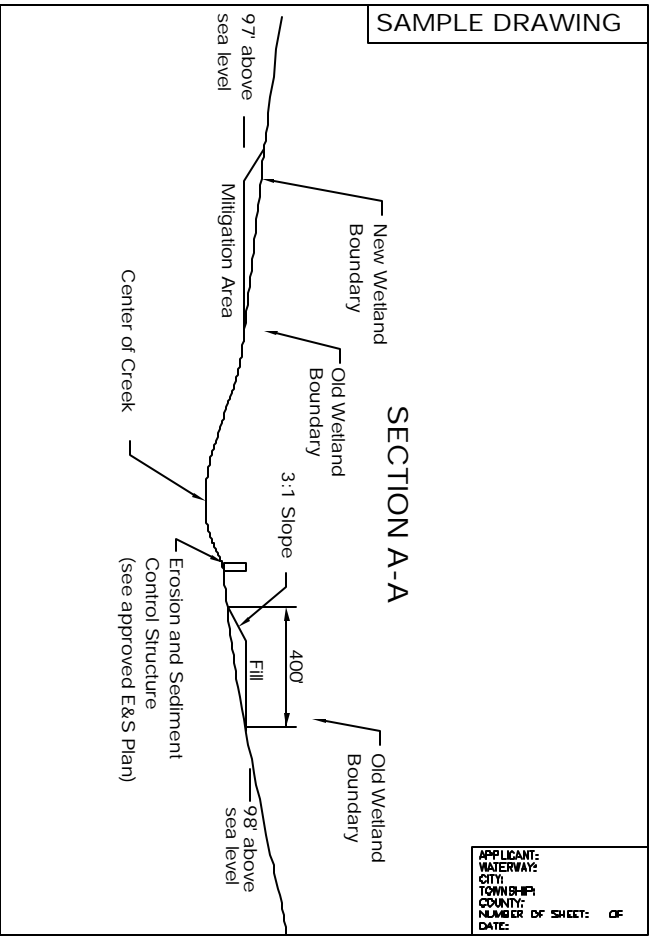 SAMPLE DRAWING
SECTION A-A
97' above
sea level
Mitigation Area
New Wetland
Boundary
Old Wetland
Boundary
Center of Creek
3:1 Slope
Erosion and Sediment
Control Structure
(see approved E&S Plan)
400'
Fill
Old Wetland
Boundary
98' above
sea level
APPLICANT:
WATERWAY:
CITY:
TOWNSHIP:
COUNTY:
NUMBER OF SHEET: OF
DATE: